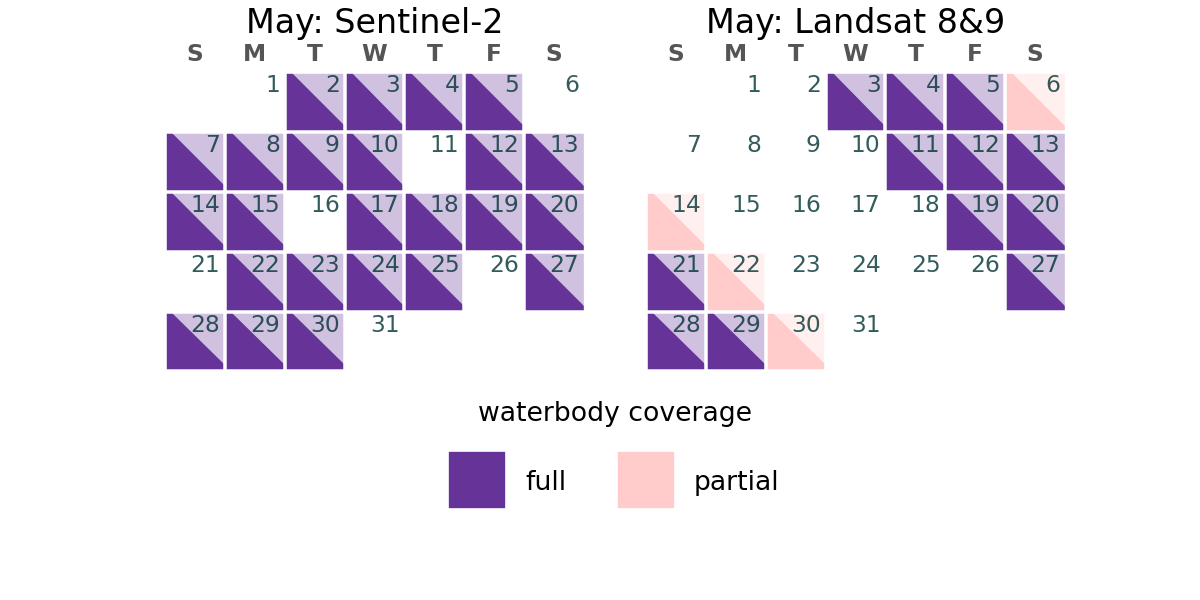 May: Sentinel-2
S M T W T F S
1 2 3 4 5 6
7 8 9 10 11 12 13
14 15 16 17 18 19 20
21 22 23 24 25 26 27
28 29 30 31
May: Landsat 8&9
S M T W T F S
1 2 3 4 5 6
7 8 9 10 11 12 13
14 15 16 17 18 19 20
21 22 23 24 25 26 27
28 29 30 31
waterbody coverage
full partial